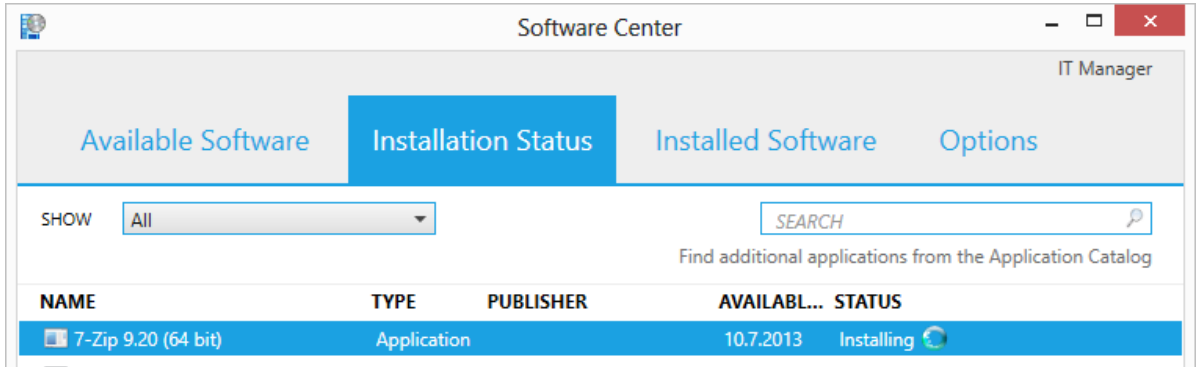 Software Center
IT Manager
Available Software Installation Status Installed Software Options
SHOW All SEARCH
Find additional applications from the Application Catalog
NAME TYPE PUBLISHER AVAILABL... STATUS
7-Zip 9.20 (64 bit) Application 10.7.2013 Installing